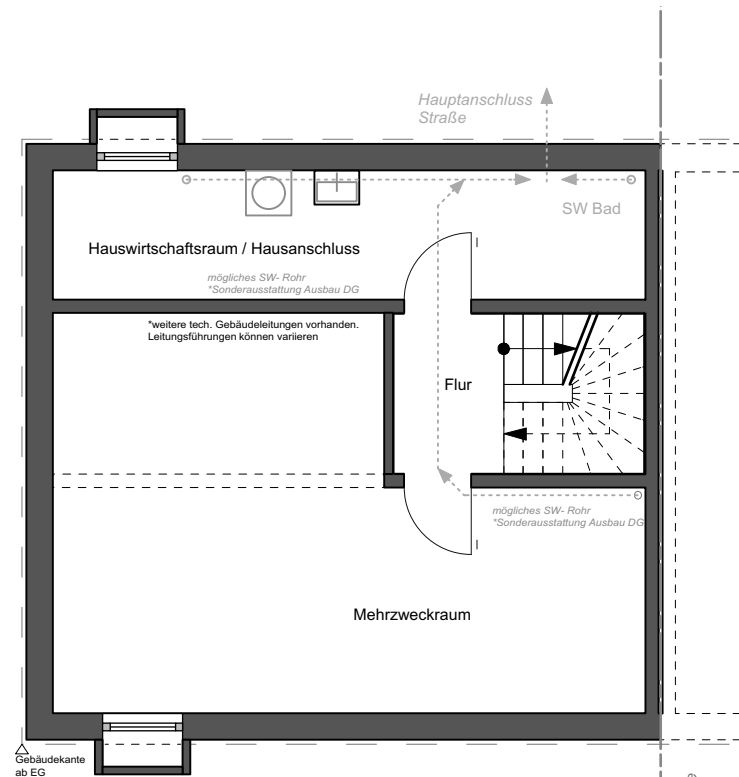 Hauptanschluss
Straße
SW Bad
Hauswirtschaftsraum / Hausanschluss
mögliches SW- Rohr
*Sonderausstattung Ausbau DG
*weitere tech. Gebäudeleitungen vorhanden.
Leitungsführungen können variieren
Flur
mögliches SW- Rohr
*Sonderausstattung Ausbau DG
Mehrzweckraum
Gebäudekante
ab EG